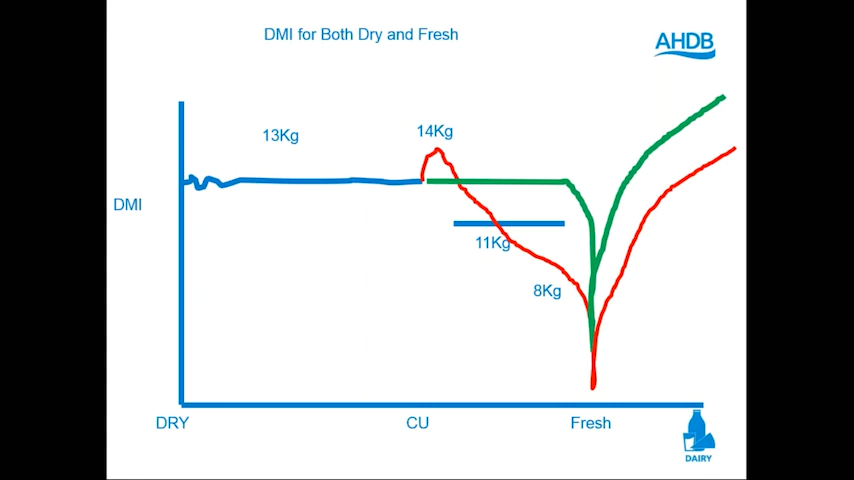 DMI for Both Dry and Fresh
AHDB
13Kg
14Kg
DMI
11Kg
8Kg
DRY
CU
Fresh
DAIRY